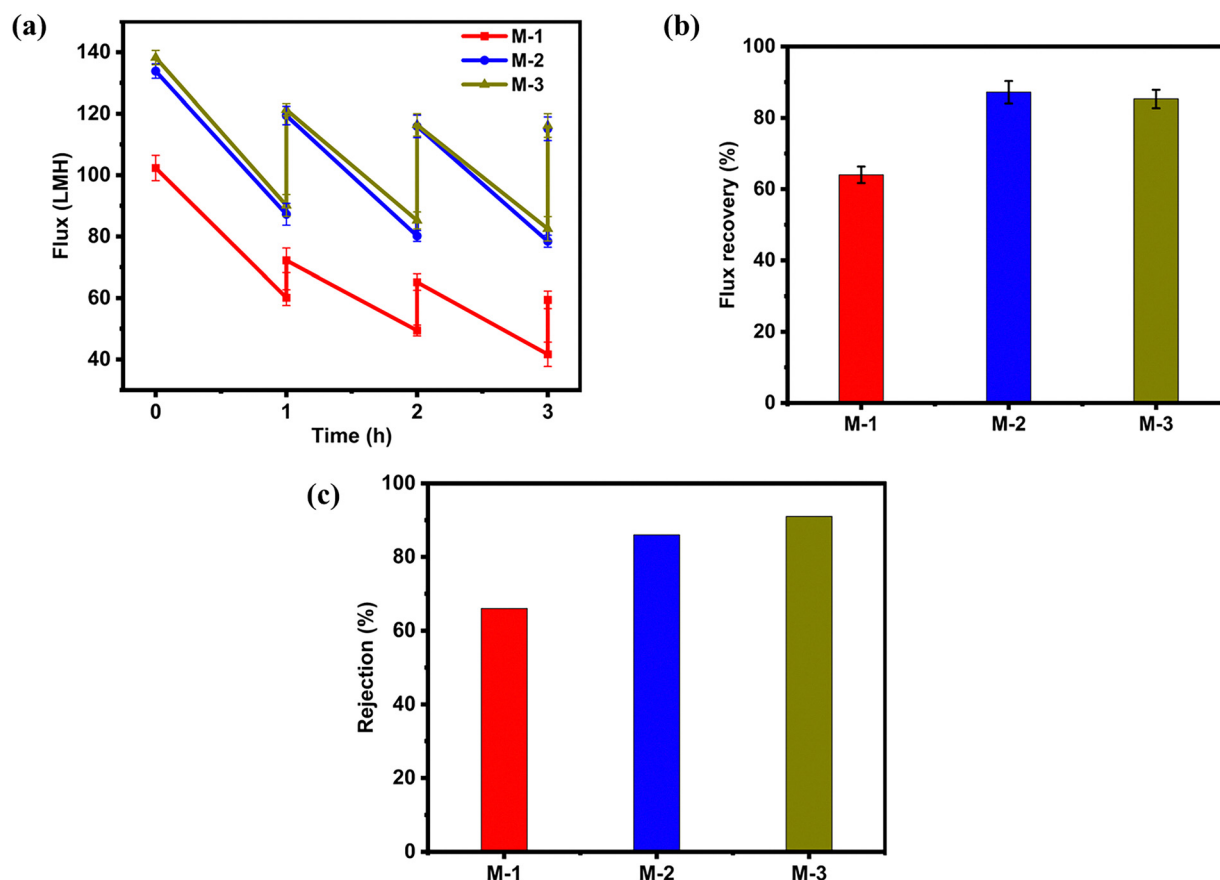 (a)
M-1
M-2
M-3
Flux (LMH)
140
120
100
80
60
40
0
1
2
3
Time (h)
(b)
Flux recovery (%)
100
80
60
40
20
0
M-1
M-2
M-3
(c)
Rejection (%)
100
80
60
40
20
0
M-1
M-2
M-3